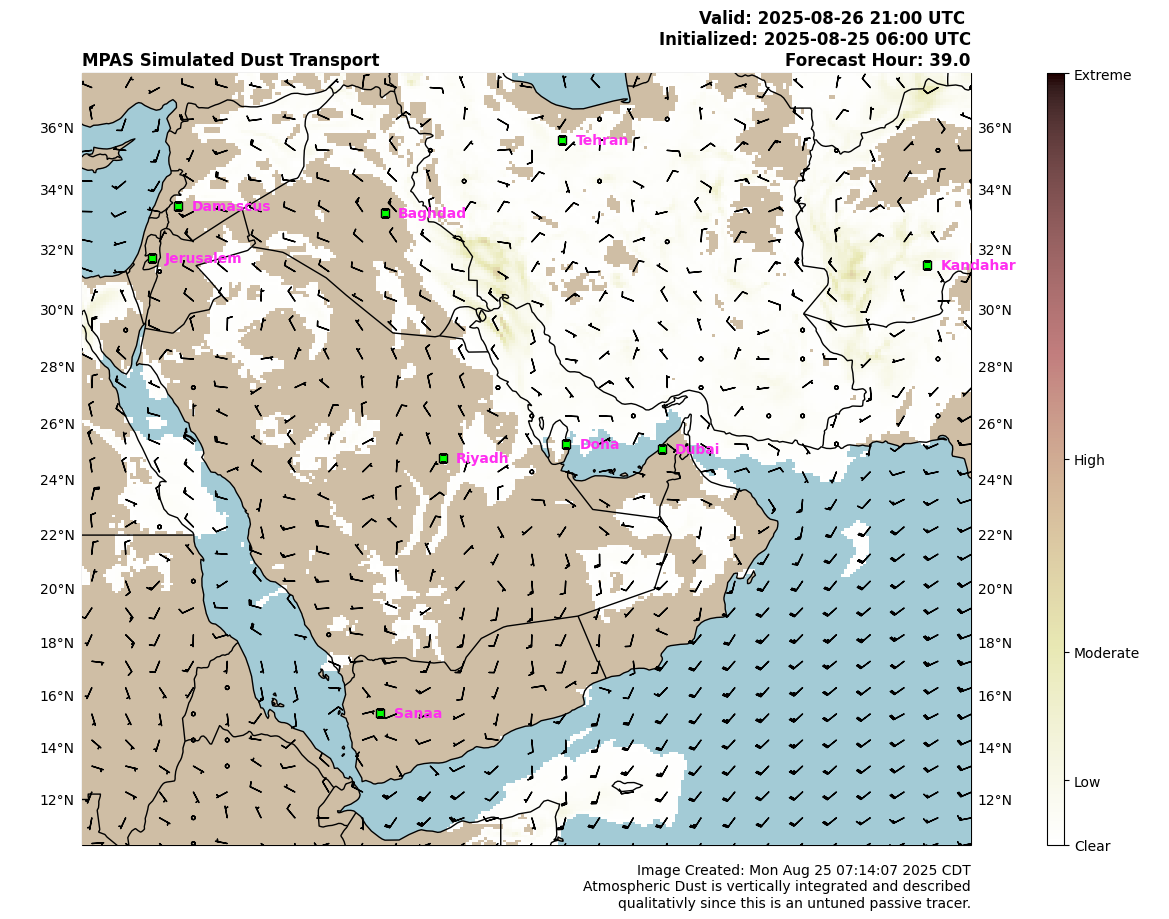 Valid: 2025-08-26 21:00 UTC
Initialized: 2025-08-25 06:00 UTC
MPAS Simulated Dust Transport
Forecast Hour: 39.0
Extreme
36°N
36°N
Tehran
34°N
34°N
Damascus
Baghdad
32°N
32°N
Jerusalem
Kandahar
30°N
30°N
28°N
28°N
26°N
26°N
Doha
Dubai
Riyadh
High
24°N
24°N
22°N
22°N
20°N
20°N
18°N
18°N
Moderate
16°N
16°N
Sanaa
14°N
14°N
Low
12°N
12°N
Clear
Image Created: Mon Aug 25 07:14:07 2025 CDT
Atmospheric Dust is vertically integrated and described
qualitativly since this is an untuned passive tracer.